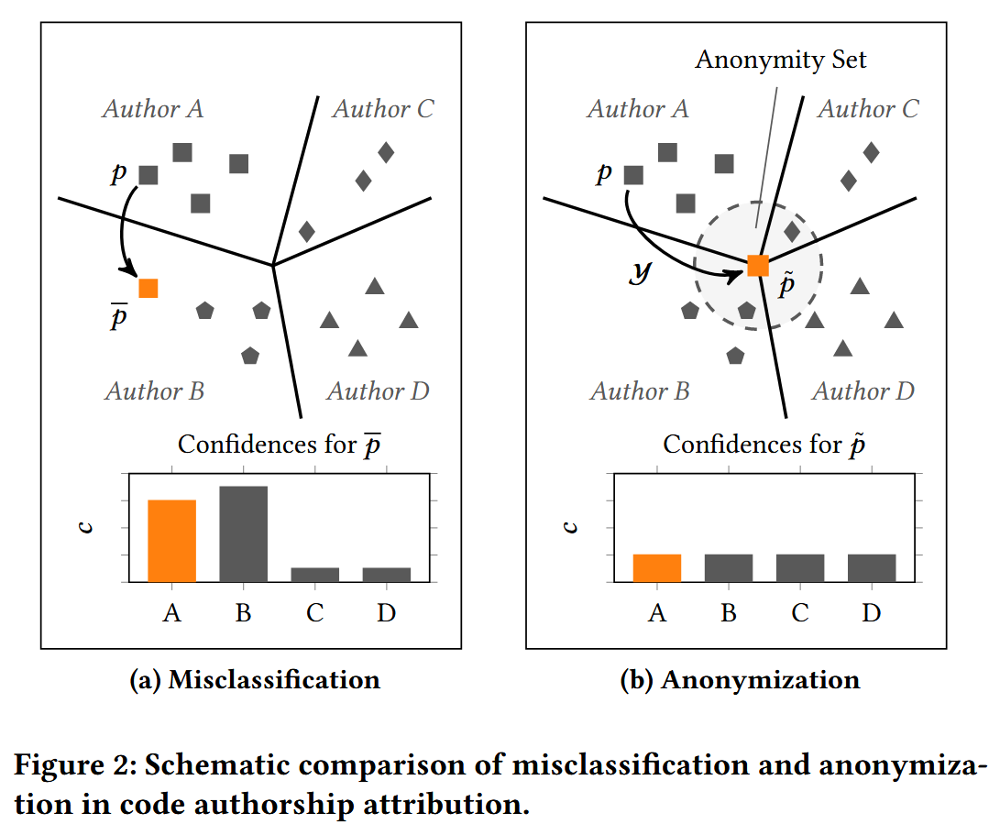 Author A
Author C
p
p̅
Author B
Author D
Confidences for p̅
c
A B C D
(a) Misclassification
Anonymity Set
Author A
Author C
p
𝒴
p̃
Author B
Author D
Confidences for p̃
c
A B C D
(b) Anonymization
Figure 2: Schematic comparison of misclassification and anonymiza-
tion in code authorship attribution.